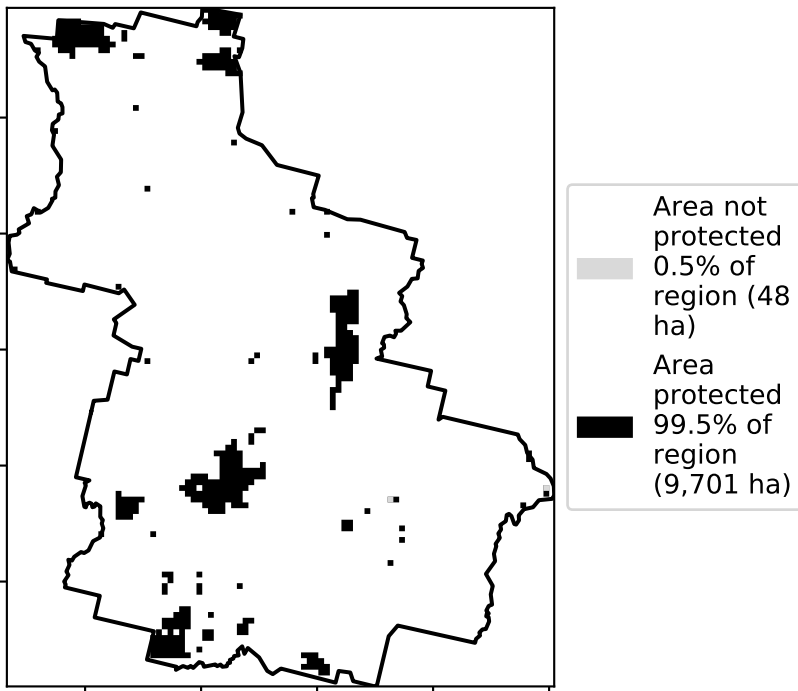 Area not
protected
0.5% of
region (48
ha)
Area
protected
99.5% of
region
(9,701 ha)